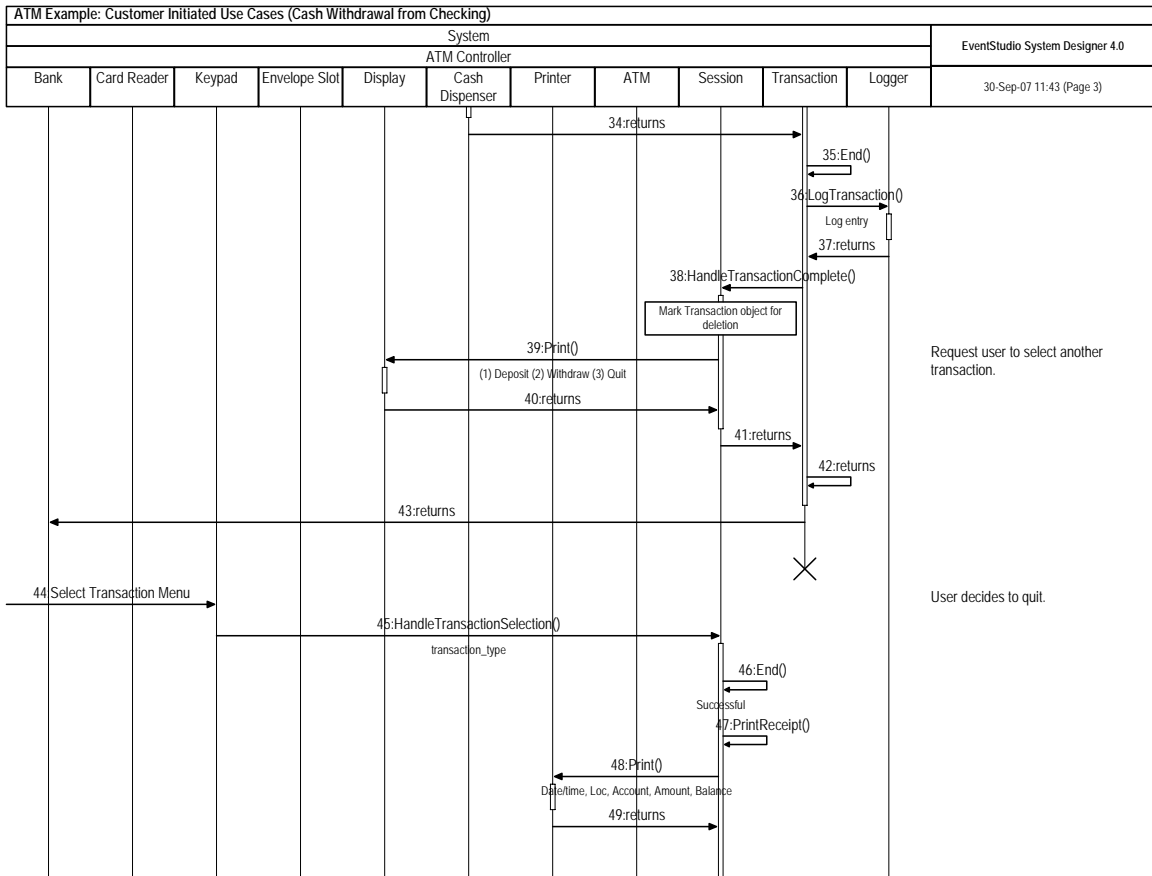 ATM Example: Customer Initiated Use Cases (Cash Withdrawal from Checking)
System
EventStudio System Designer 4.0
ATM Controller
Bank
Card Reader
Keypad
Envelope Slot
Display
Cash
Dispenser
Printer
ATM
Session
Transaction
Logger
30-Sep-07 11:43 (Page 3)
34:returns
35:End()
36:LogTransaction()
Log entry
37:returns
38:HandleTransactionComplete()
Mark Transaction object for
deletion
39:Print()
Request user to select another
transaction.
(1) Deposit (2) Withdraw (3) Quit
40:returns
41:returns
42:returns
43:returns
44:Select Transaction Menu
User decides to quit.
45:HandleTransactionSelection()
transaction_type
46:End()
Successful
47:PrintReceipt()
48:Print()
Date/time, Loc, Account, Amount, Balance
49:returns